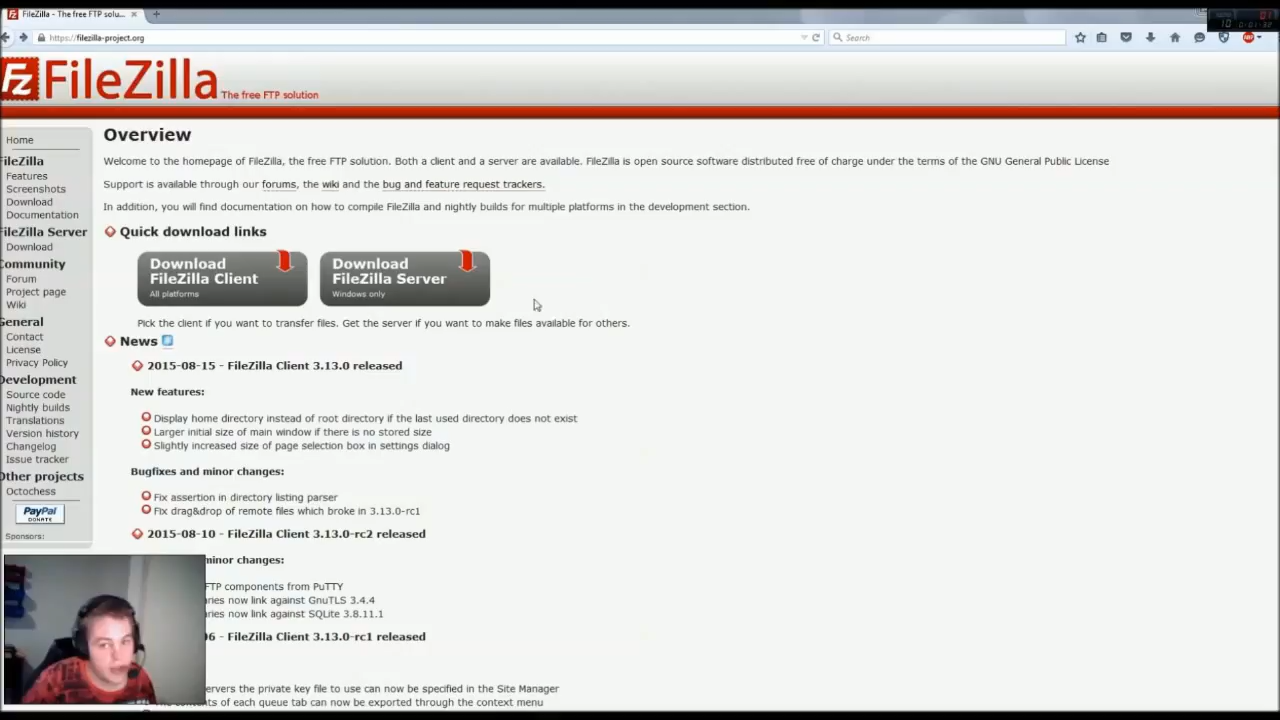 FileZilla - The free FTP solu...
https://filezilla-project.org
Search
FileZilla The free FTP solution
Home
FileZilla
Features
Screenshots
Download
Documentation
FileZilla Server
Download
Community
Forum
Project page
Wiki
General
Contact
License
Privacy Policy
Development
Source code
Nightly builds
Translations
Version history
Changelog
Issue tracker
Other projects
Octochess
PayPal
DONATE
Sponsors:
Overview
Welcome to the homepage of FileZilla, the free FTP solution. Both a client and a server are available. FileZilla is open source software distributed free of charge under the terms of the GNU General Public License
Support is available through our forums, the wiki and the bug and feature request trackers.
In addition, you will find documentation on how to compile FileZilla and nightly builds for multiple platforms in the development section.
Quick download links
Download
FileZilla Client
All platforms
Download
FileZilla Server
Windows only
Pick the client if you want to transfer files. Get the server if you want to make files available for others.
News
2015-08-15 - FileZilla Client 3.13.0 released
New features:
Display home directory instead of root directory if the last used directory does not exist
Larger initial size of main window if there is no stored size
Slightly increased size of page selection box in settings dialog
Bugfixes and minor changes:
Fix assertion in directory listing parser
Fix drag&drop of remote files which broke in 3.13.0-rc1
2015-08-10 - FileZilla Client 3.13.0-rc2 released
minor changes:
FTP components from PuTTY
ries now link against GnuTLS 3.4.4
ries now link against SQLite 3.8.11.1
06 - FileZilla Client 3.13.0-rc1 released
ervers the private key file to use can now be specified in the Site Manager
The contents of each queue tab can now be exported through the context menu